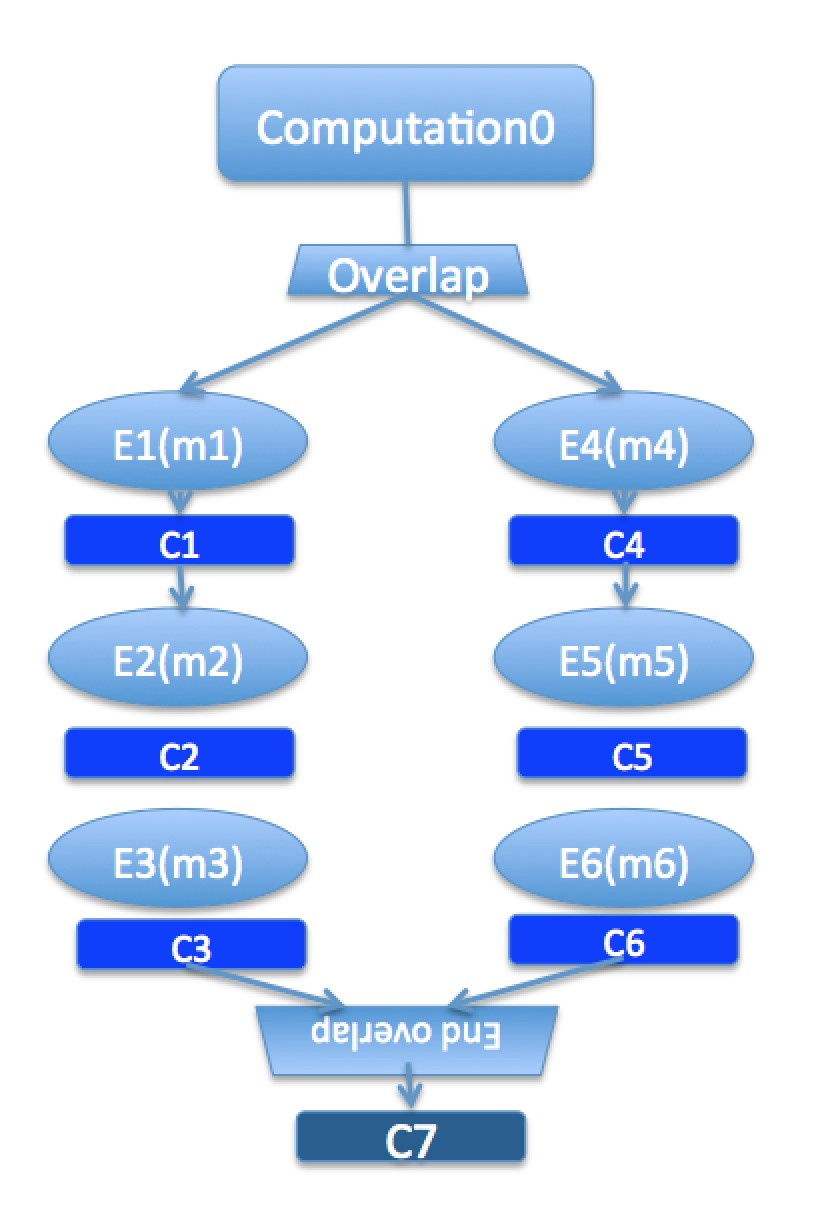 Computation0
Overlap
E1(m1)
E4(m4)
C1
C4
E2(m2)
E5(m5)
C2
C5
E3(m3)
E6(m6)
C3
C6
End overlap
C7